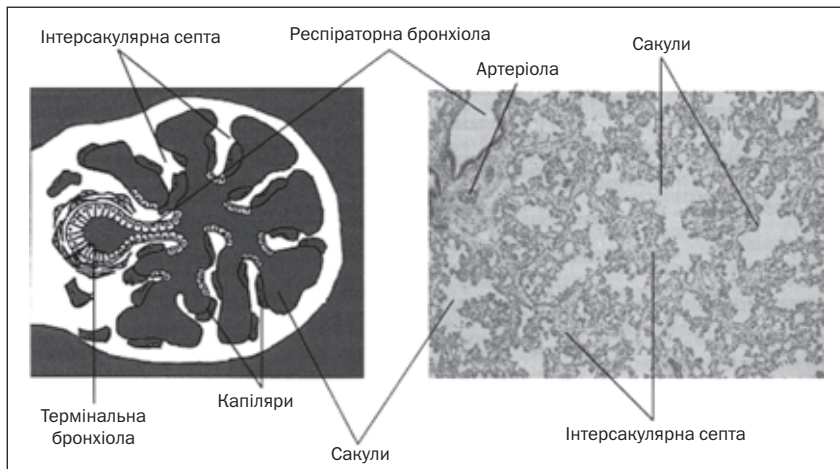 Інтерсакулярна септа
Респіраторна бронхіола
Сакули
Артеріола
Термінальна
бронхіола
Капіляри
Сакули
Інтерсакулярна септа